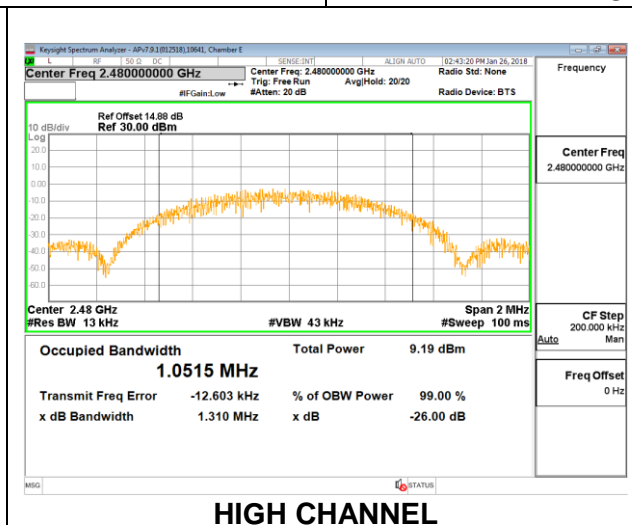 Keysight Spectrum Analyzer - APv7.9.1(012518),10641, Chamber E
L RF 50 Ω DC SENSE:INT ALIGN AUTO 02:43:20 PM Jan 26, 2018
Center Freq 2.480000000 GHz
Center Freq: 2.480000000 GHz Radio Std: None
Trig: Free Run Avg|Hold: 20/20
#IFGain:Low #Atten: 20 dB Radio Device: BTS
Frequency
Ref Offset 14.88 dB
10 dB/div Ref 30.00 dBm
Log
20.0
10.0
0.00
-10.0
-20.0
-30.0
-40.0
-50.0
-60.0
Center Freq
2.480000000 GHz
Center 2.48 GHz Span 2 MHz
#Res BW 13 kHz #VBW 43 kHz #Sweep 100 ms
CF Step
200.000 kHz
Auto Man
Occupied Bandwidth Total Power 9.19 dBm
1.0515 MHz
Transmit Freq Error -12.603 kHz % of OBW Power 99.00 %
x dB Bandwidth 1.310 MHz x dB -26.00 dB
Freq Offset
0 Hz
MSG STATUS
HIGH CHANNEL